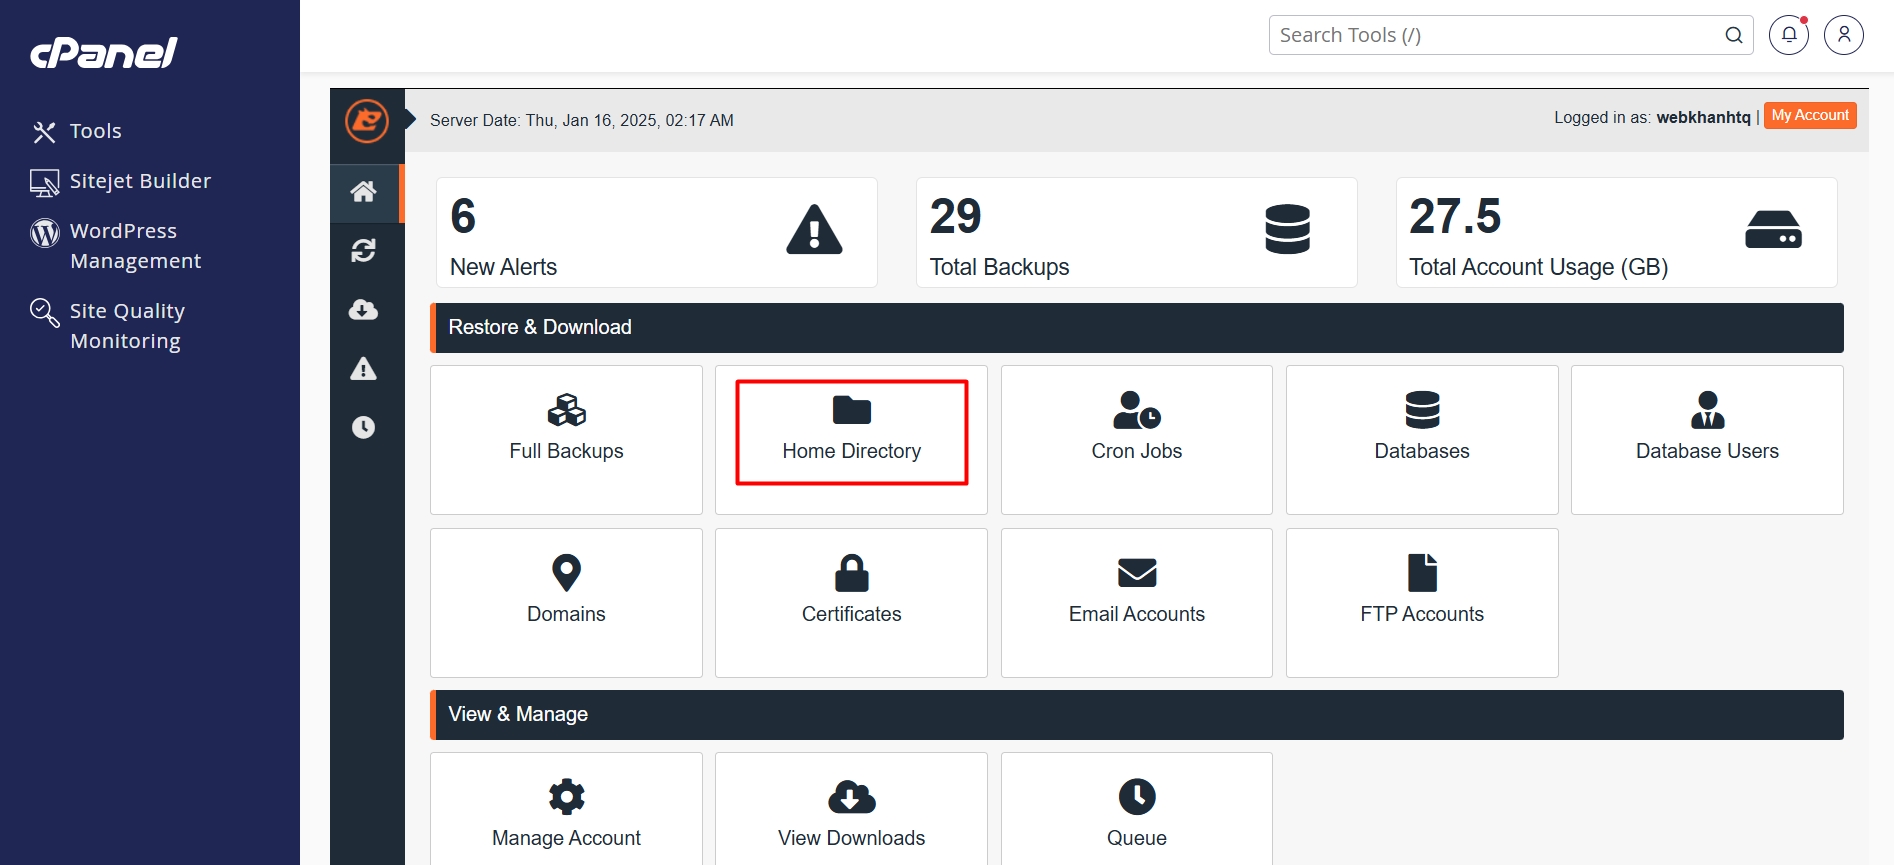 cPanel
Search Tools (/)
Tools
Sitejet Builder
WordPress
Management
Site Quality
Monitoring
Server Date: Thu, Jan 16, 2025, 02:17 AM
Logged in as: webkhanhtq | My Account
6
New Alerts
29
Total Backups
27.5
Total Account Usage (GB)
Restore & Download
Full Backups
Home Directory
Cron Jobs
Databases
Database Users
Domains
Certificates
Email Accounts
FTP Accounts
View & Manage
Manage Account
View Downloads
Queue